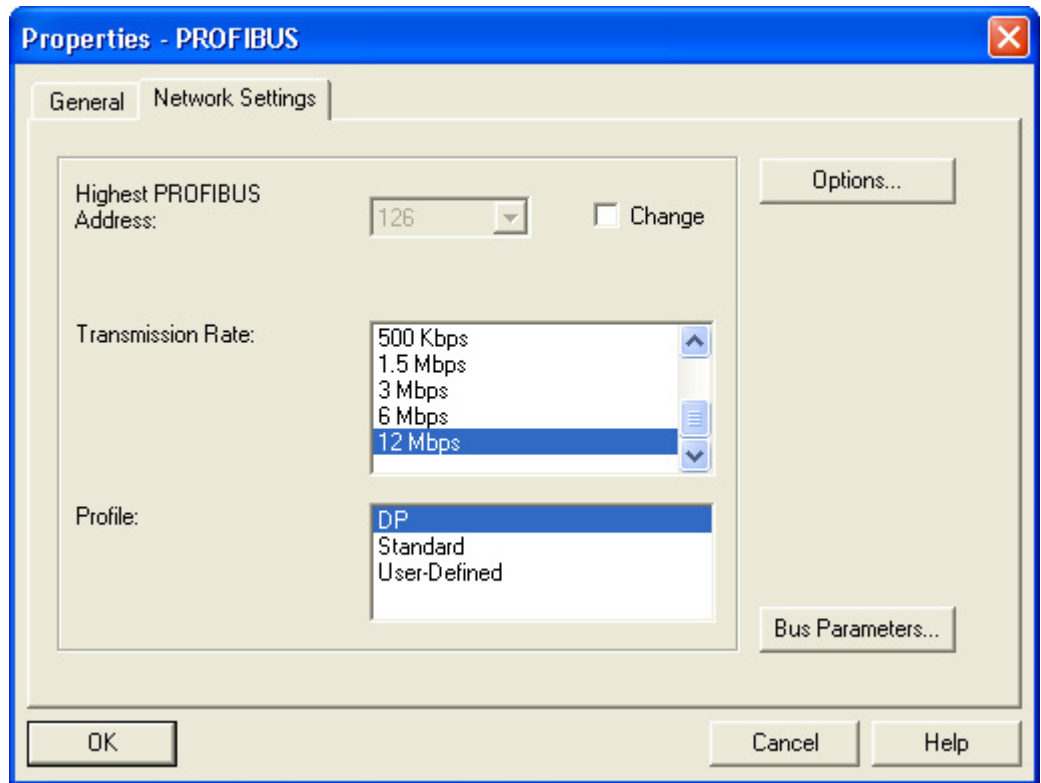 Properties - PROFIBUS
General
Network Settings
Highest PROFIBUS
Address:
126
Change
Options...
Transmission Rate:
500 Kbps
1.5 Mbps
3 Mbps
6 Mbps
12 Mbps
Profile:
DP
Standard
User-Defined
Bus Parameters...
OK
Cancel
Help